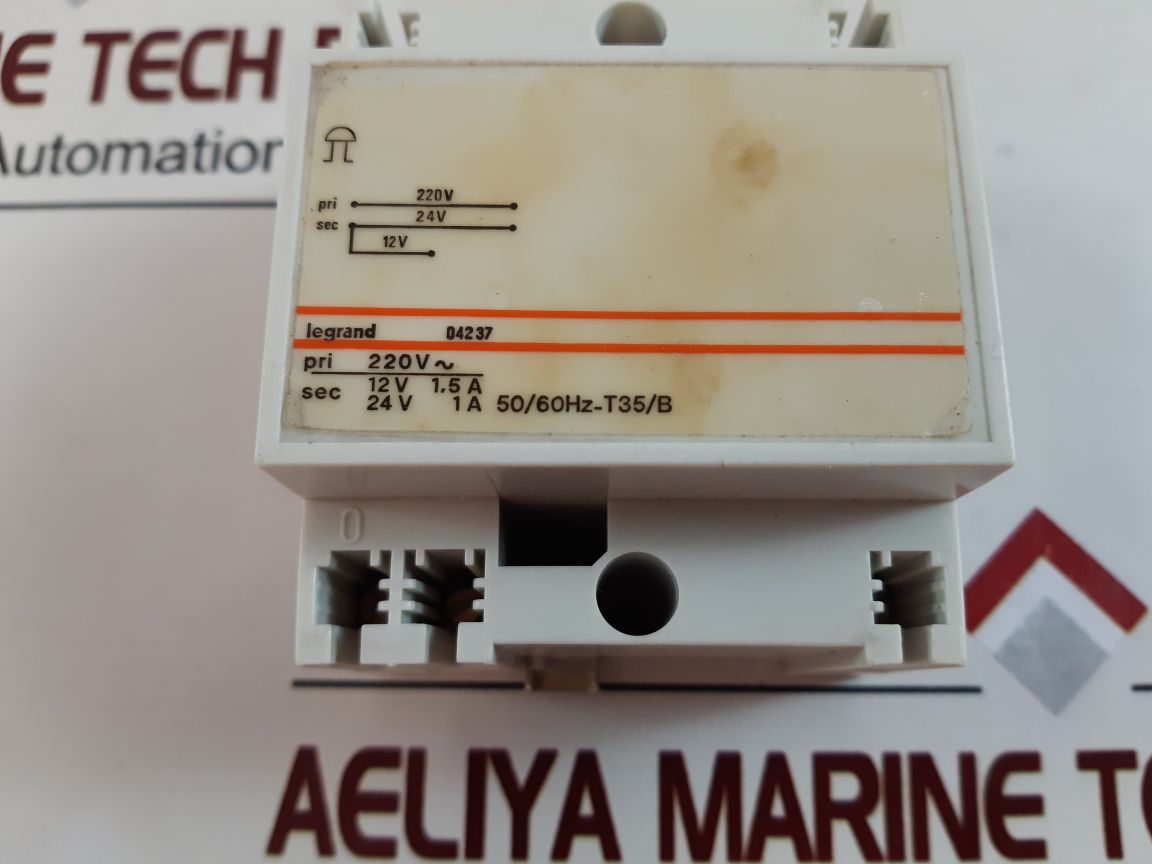 E TECH
Automation
pri 220V
sec 24V
12V
legrand 04237
pri 220V~
sec 12V 1,5A
24V 1A 50/60Hz-T35/B
0
AELIYA MARINE